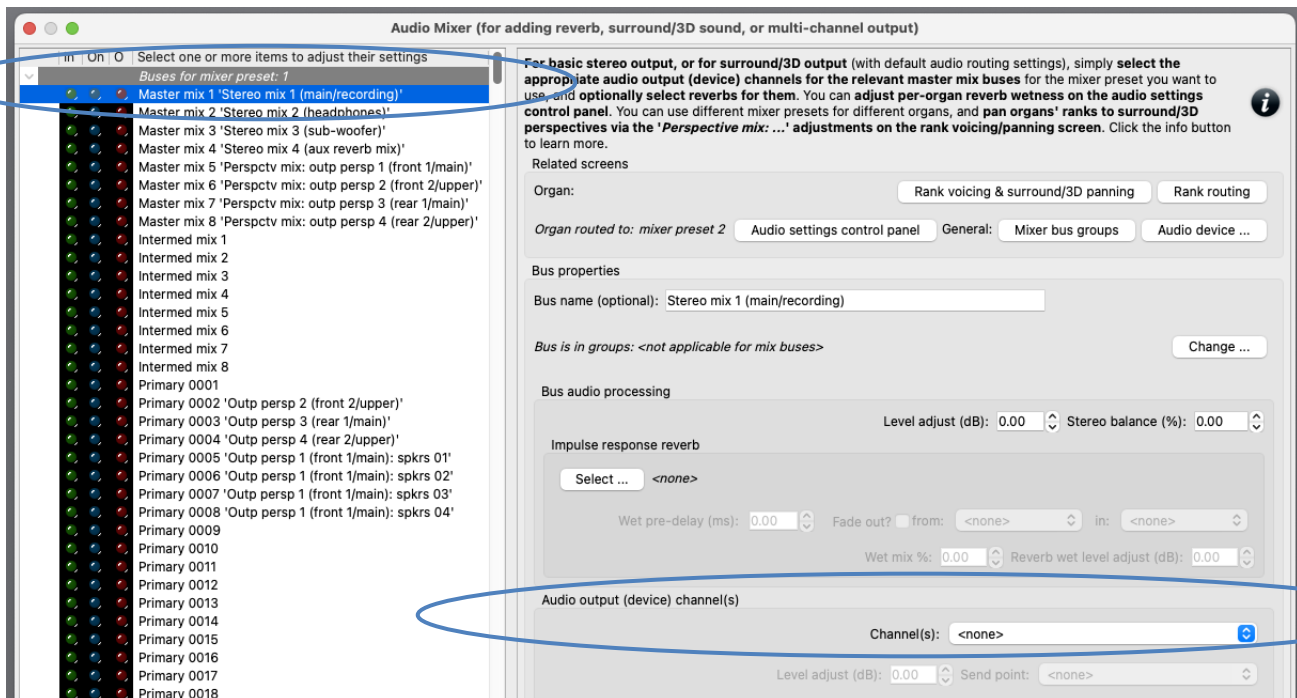 Audio Mixer (for adding reverb, surround/3D sound, or multi-channel output)
In On O Select one or more items to adjust their settings
Buses for mixer preset: 1
Master mix 1 'Stereo mix 1 (main/recording)'
Master mix 2 'Stereo mix 2 (headphones)'
Master mix 3 'Stereo mix 3 (sub-woofer)'
Master mix 4 'Stereo mix 4 (aux reverb mix)'
Master mix 5 'Perspctv mix: outp persp 1 (front 1/main)'
Master mix 6 'Perspctv mix: outp persp 2 (front 2/upper)'
Master mix 7 'Perspctv mix: outp persp 3 (rear 1/main)'
Master mix 8 'Perspctv mix: outp persp 4 (rear 2/upper)'
Intermed mix 1
Intermed mix 2
Intermed mix 3
Intermed mix 4
Intermed mix 5
Intermed mix 6
Intermed mix 7
Intermed mix 8
Primary 0001
Primary 0002 'Outp persp 2 (front 2/upper)'
Primary 0003 'Outp persp 3 (rear 1/main)'
Primary 0004 'Outp persp 4 (rear 2/upper)'
Primary 0005 'Outp persp 1 (front 1/main): spkrs 01'
Primary 0006 'Outp persp 1 (front 1/main): spkrs 02'
Primary 0007 'Outp persp 1 (front 1/main): spkrs 03'
Primary 0008 'Outp persp 1 (front 1/main): spkrs 04'
Primary 0009
Primary 0010
Primary 0011
Primary 0012
Primary 0013
Primary 0014
Primary 0015
Primary 0016
Primary 0017
Primary 0018
For basic stereo output, or for surround/3D output (with default audio routing settings), simply select the
appropriate audio output (device) channels for the relevant master mix buses for the mixer preset you want to
use, and optionally select reverbs for them. You can adjust per-organ reverb wetness on the audio settings
control panel. You can use different mixer presets for different organs, and pan organs' ranks to surround/3D
perspectives via the 'Perspective mix: ...' adjustments on the rank voicing/panning screen. Click the info button
to learn more.
Related screens
Organ: Rank voicing & surround/3D panning Rank routing
Organ routed to: mixer preset 2 Audio settings control panel General: Mixer bus groups Audio device ...
Bus properties
Bus name (optional): Stereo mix 1 (main/recording)
Bus is in groups: <not applicable for mix buses> Change ...
Bus audio processing
Level adjust (dB): 0.00 Stereo balance (%): 0.00
Impulse response reverb
Select ... <none>
Wet pre-delay (ms): 0.00 Fade out? from: <none> in: <none>
Wet mix %: 0.00 Reverb wet level adjust (dB): 0.00
Audio output (device) channel(s)
Channel(s): <none>
Level adjust (dB): 0.00 Send point: <none>